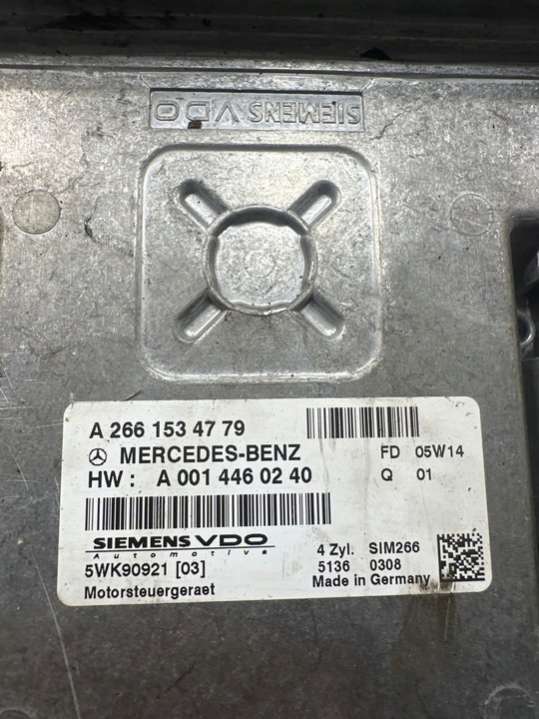 SIEMENS VDO
A 266 153 47 79
MERCEDES-BENZ
FD 05W14
HW : A 001 446 02 40
Q 01
SIEMENS VDO
Automotive
4 Zyl. SIM266
5WK90921 [03]
5136 0308
Motorsteuergeraet
Made in Germany